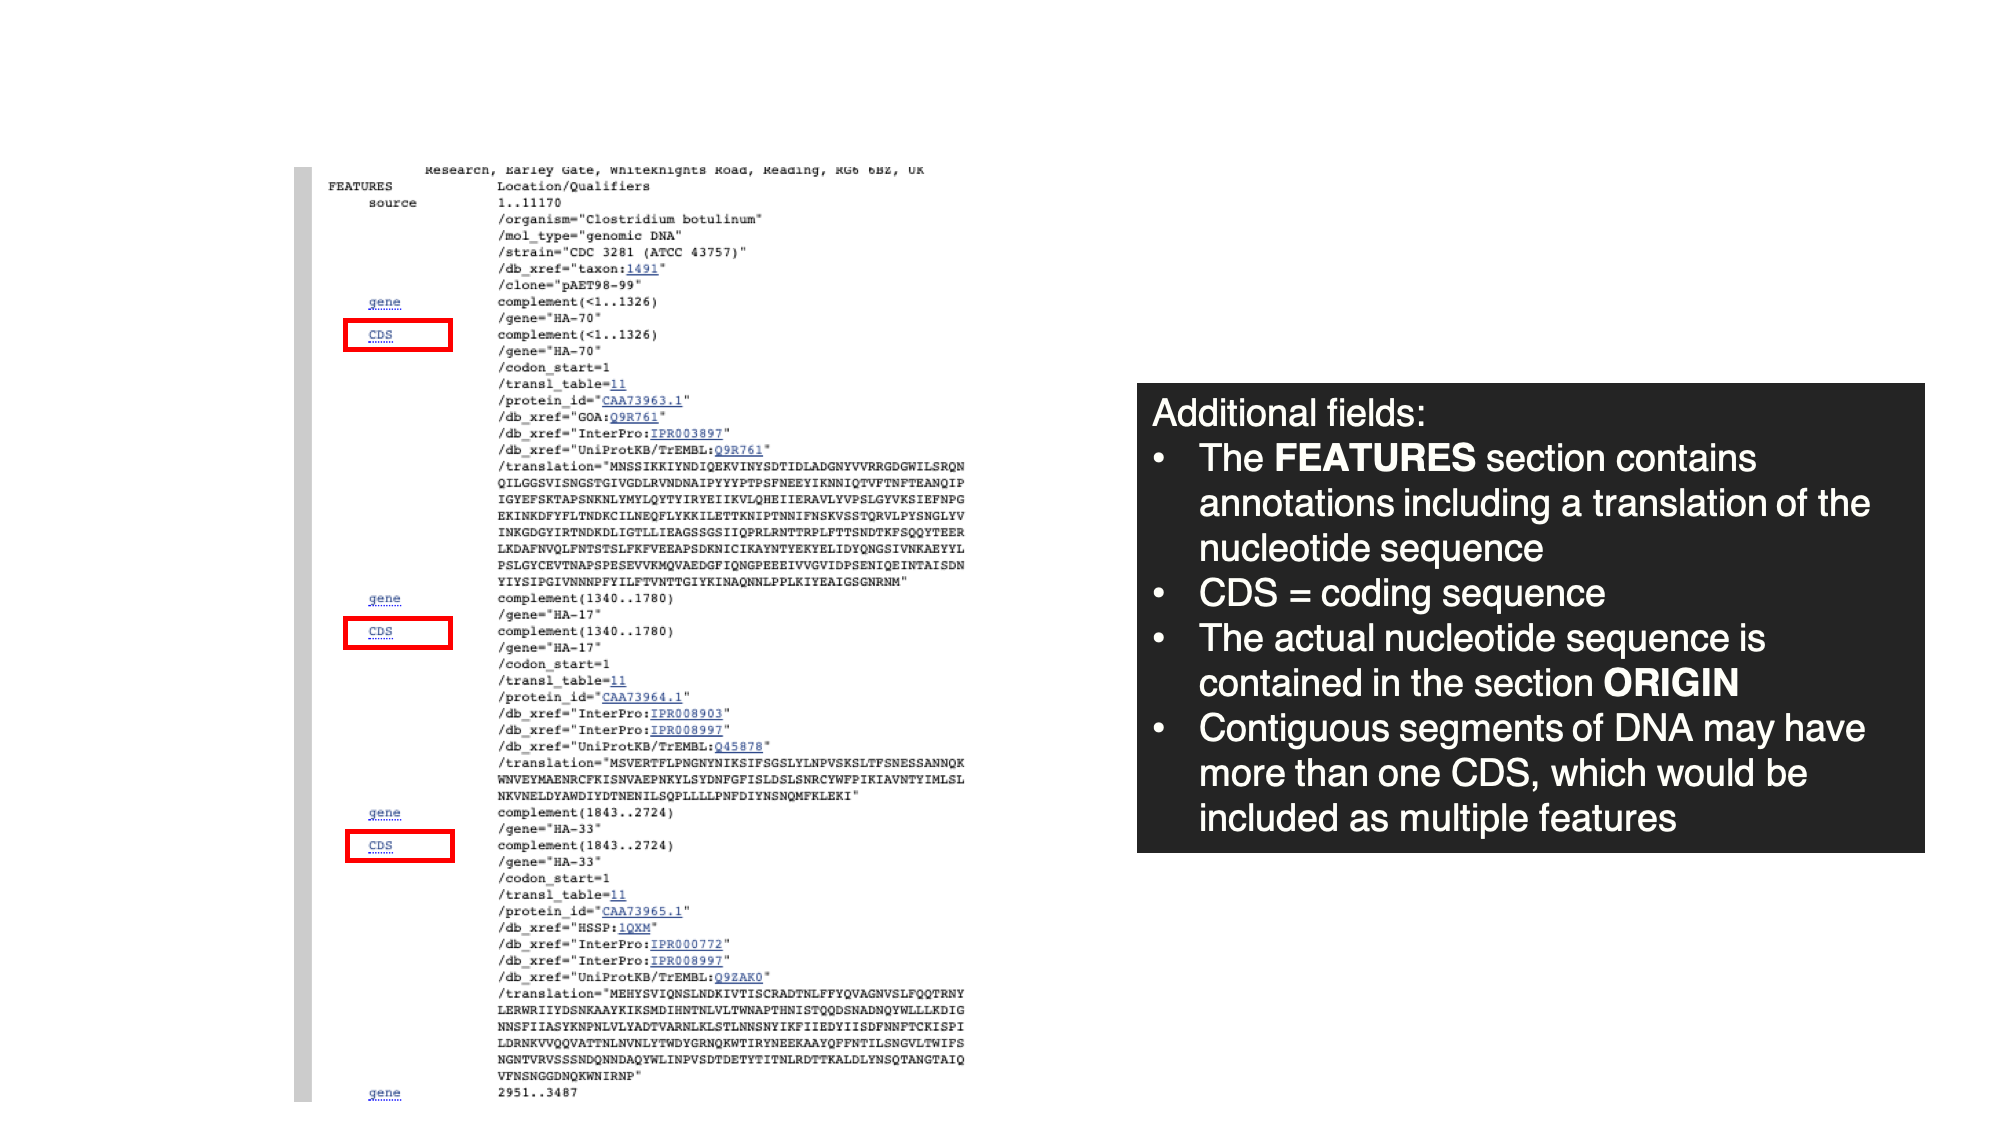 Research, Earley Gate, Whiteknights Road, Reading, RG6 6BZ, UK
FEATURES Location/Qualifiers
source 1..11170
/organism="Clostridium botulinum"
/mol_type="genomic DNA"
/strain="CDC 3281 (ATCC 43757)"
/db_xref="taxon:1491"
/clone="pAET98-99"
gene complement(<1..1326)
/gene="HA-70"
CDS complement(<1..1326)
/gene="HA-70"
/codon_start=1
/transl_table=11
/protein_id="CAA73963.1"
/db_xref="GOA:Q9R761"
/db_xref="InterPro:IPR003897"
/db_xref="UniProtKB/TrEMBL:Q9R761"
/translation="MNSSIKKIYNDIQEKVINYSDTIDLADGNYVVRRGDGWILSRQN
QILGGSVISNGSTGIVGDLRVNDNAIPYYYPTPSFNEEYIKNNIQTVFTNFTEANQIP
IGYEFSKTAPSNKNLYMYLQYTYIRYEIIKVLQHEIIERAVLYVPSLGYVKSIEFNPG
EKINKDFYFLTNDKCILNEQFLYKKILETTKNIPTNNIFNSKVSSTQRVLPYSNGLYV
INKGDGYIRTNDKDLIGTLLIEAGSSGSIIQPRLRNTTRPLFTTSNDTKFSQQYTEER
LKDAFNVQLFNTSTSLFKFVEEAPSDKNICIKAYNTYEKYELIDYQNGSIVNKAEYYL
PSLGYCEVTNAPSPESEVVKMQVAEDGFIQNGPEEEIVVGVIDPSENIQEINTAISDN
YIYSIPGIVNNNPFYILFTVNTTGIYKINAQNNLPPLKIYEAIGSGNRNM"
gene complement(1340..1780)
/gene="HA-17"
CDS complement(1340..1780)
/gene="HA-17"
/codon_start=1
/transl_table=11
/protein_id="CAA73964.1"
/db_xref="InterPro:IPR008903"
/db_xref="InterPro:IPR008997"
/db_xref="UniProtKB/TrEMBL:Q45878"
/translation="MSVERTFLPNGNYNIKSIFSGSLYLNPVSKSLTFSNESSANNQK
WNVEYMAENRCFKISNVAEPNKYLSYDNFGFISLDSLSNRCYWFPIKIAVNTYIMLSL
NKVNELDYAWDIYDTNENILSQPLLLLPNFDIYNSNQMFKLEKI"
gene complement(1843..2724)
/gene="HA-33"
CDS complement(1843..2724)
/gene="HA-33"
/codon_start=1
/transl_table=11
/protein_id="CAA73965.1"
/db_xref="HSSP:1QXM"
/db_xref="InterPro:IPR000772"
/db_xref="InterPro:IPR008997"
/db_xref="UniProtKB/TrEMBL:Q9ZAK0"
/translation="MEHYSVIQNSLNDKIVTISCRADTNLFFYQVAGNVSLFQQTRNY
LERWRIIYDSNKAAYKIKSMDIHNTNLVLTWNAPTHNISTQQDSNADNQYWLLLKDIG
NNSFIIASYKNPNLVLYADTVARNLKLSTLNNSNYIKFIIEDYIISDFNNFTCKISPI
LDRNKVVQQVATTNLNVNLYTWDYGRNQKWTIRYNEEKAAYQFFNTILSNGVLTWIFS
NGNTVRVSSSNDQNNDAQYWLINPVSDTDETYTITNLRDTTKALDLYNSQTANGTAIQ
VFNSNGGDNQKWNIRNP"
gene 2951..3487
Additional fields:
• The FEATURES section contains
annotations including a translation of the
nucleotide sequence
• CDS = coding sequence
• The actual nucleotide sequence is
contained in the section ORIGIN
• Contiguous segments of DNA may have
more than one CDS, which would be
included as multiple features